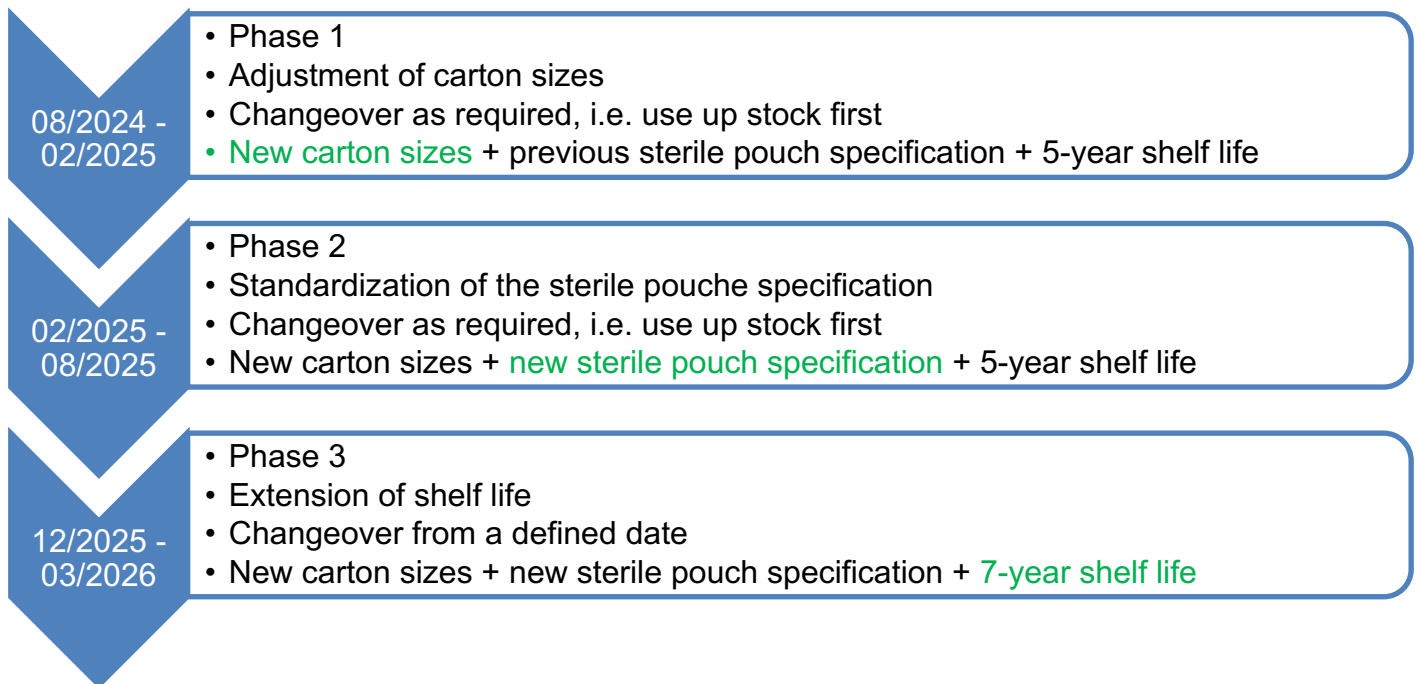 08/2024 -
02/2025
• Phase 1
• Adjustment of carton sizes
• Changeover as required, i.e. use up stock first
• New carton sizes + previous sterile pouch specification + 5-year shelf life
02/2025 -
08/2025
• Phase 2
• Standardization of the sterile pouche specification
• Changeover as required, i.e. use up stock first
• New carton sizes + new sterile pouch specification + 5-year shelf life
12/2025 -
03/2026
• Phase 3
• Extension of shelf life
• Changeover from a defined date
• New carton sizes + new sterile pouch specification + 7-year shelf life